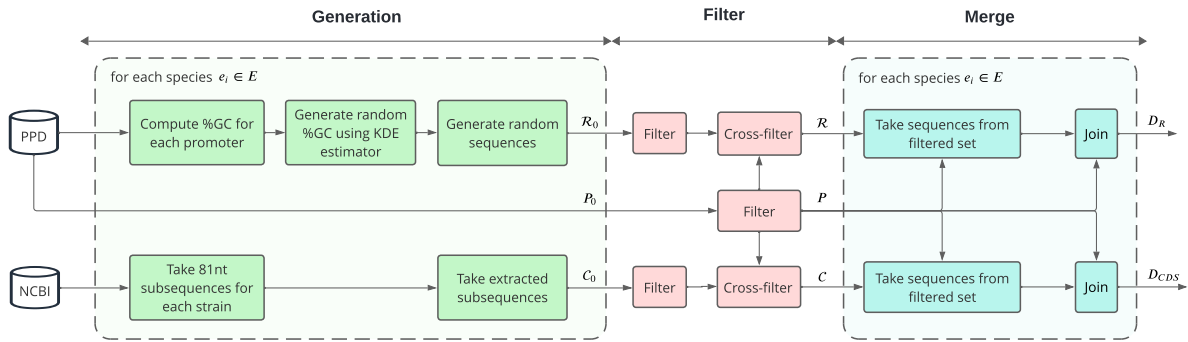 Generation
Filter
Merge
for each species e_i ∈ E
for each species e_i ∈ E
PPD
Compute %GC for
each promoter
Generate random
%GC using KDE
estimator
Generate random
sequences
ℛ₀
Filter
Cross-filter
ℛ
Take sequences from
filtered set
Join
D_R
P₀
Filter
P
NCBI
Take 81nt
subsequences for
each strain
Take extracted
subsequences
𝒞₀
Filter
Cross-filter
𝒞
Take sequences from
filtered set
Join
D_CDS